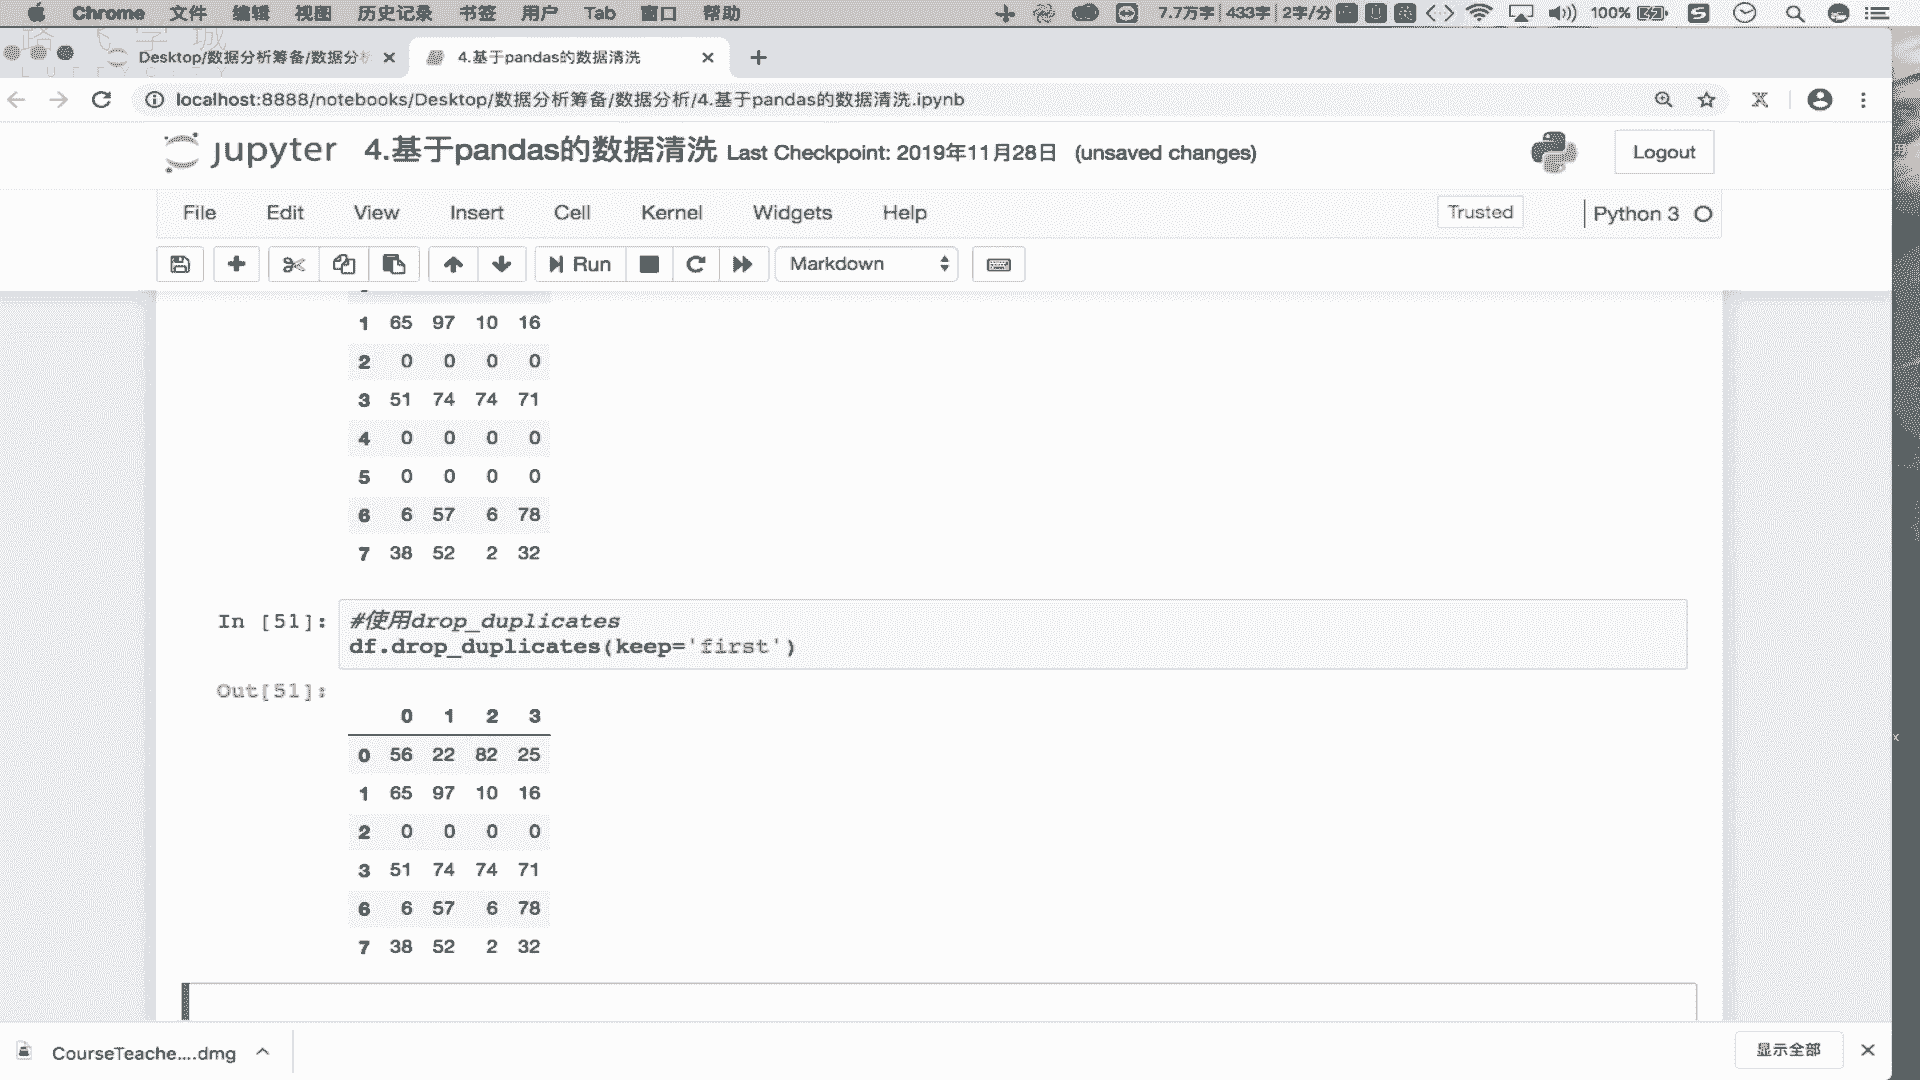 Chrome 文件 编辑 视图 历史记录 书签 用户 Tab 窗口 帮助 7.7万字 433字 2字/分 100%
Desktop/数据分析筹备/数据分 4.基于pandas的数据清洗
localhost:8888/notebooks/Desktop/数据分析筹备/数据分析/4.基于pandas的数据清洗.ipynb
jupyter 4.基于pandas的数据清洗 Last Checkpoint: 2019年11月28日 (unsaved changes) Logout
File Edit View Insert Cell Kernel Widgets Help Trusted Python 3
Run Markdown
1 65 97 10 16
2 0 0 0 0
3 51 74 74 71
4 0 0 0 0
5 0 0 0 0
6 6 57 6 78
7 38 52 2 32
In [51]: #使用drop_duplicates
df.drop_duplicates(keep='first')
Out[51]:
0 1 2 3
0 56 22 82 25
1 65 97 10 16
2 0 0 0 0
3 51 74 74 71
6 6 57 6 78
7 38 52 2 32
CourseTeache....dmg 显示全部